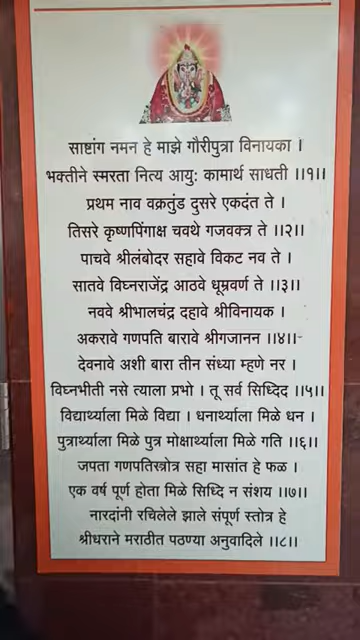 साष्टांग नमन हे माझे गौरीपुत्रा विनायका ।
भक्तीने स्मरता नित्य आयु: कामार्थ साधती ।।१।।
प्रथम नाव वक्रतुंड दुसरे एकदंत ते ।
तिसरे कृष्णपिंगाक्ष चवथे गजवक्त्र ते ।।२।।
पाचवे श्रीलंबोदर सहावे विकट नव ते ।
सातवे विघ्नराजेंद्र आठवे धूम्रवर्ण ते ।।३।।
नववे श्रीभालचंद्र दहावे श्रीविनायक ।
अकरावे गणपति बारावे श्रीगजानन ।।४।।
देवनावे अशी बारा तीन संध्या म्हणे नर ।
विघ्नभीती नसे त्याला प्रभो । तू सर्व सिध्दिद ।।५।।
विद्यार्थ्याला मिळे विद्या । धनार्थ्याला मिळे धन ।
पुत्रार्थ्याला मिळे पुत्र मोक्षार्थ्याला मिळे गति ।।६।।
जपता गणपतिस्त्रोत्र सहा मासांत हे फळ ।
एक वर्ष पूर्ण होता मिळे सिध्दि न संशय ।।७।।
नारदांनी रचिलेले झाले संपूर्ण स्तोत्र हे
श्रीधराने मराठीत पठण्या अनुवादिले ।।८।।